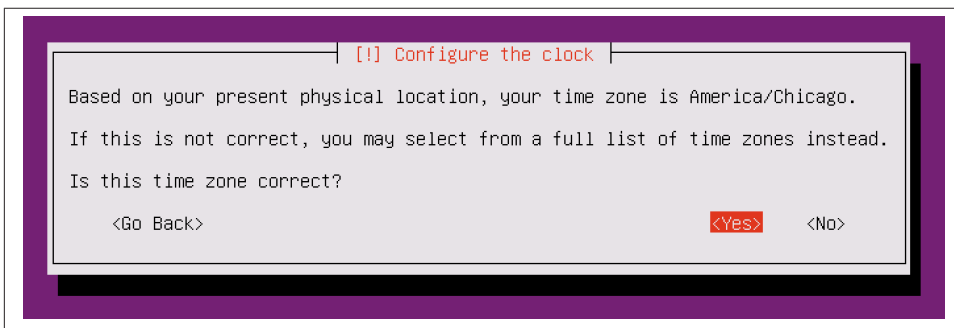 [!] Configure the clock
Based on your present physical location, your time zone is America/Chicago.
If this is not correct, you may select from a full list of time zones instead.
Is this time zone correct?
<Go Back> <Yes> <No>